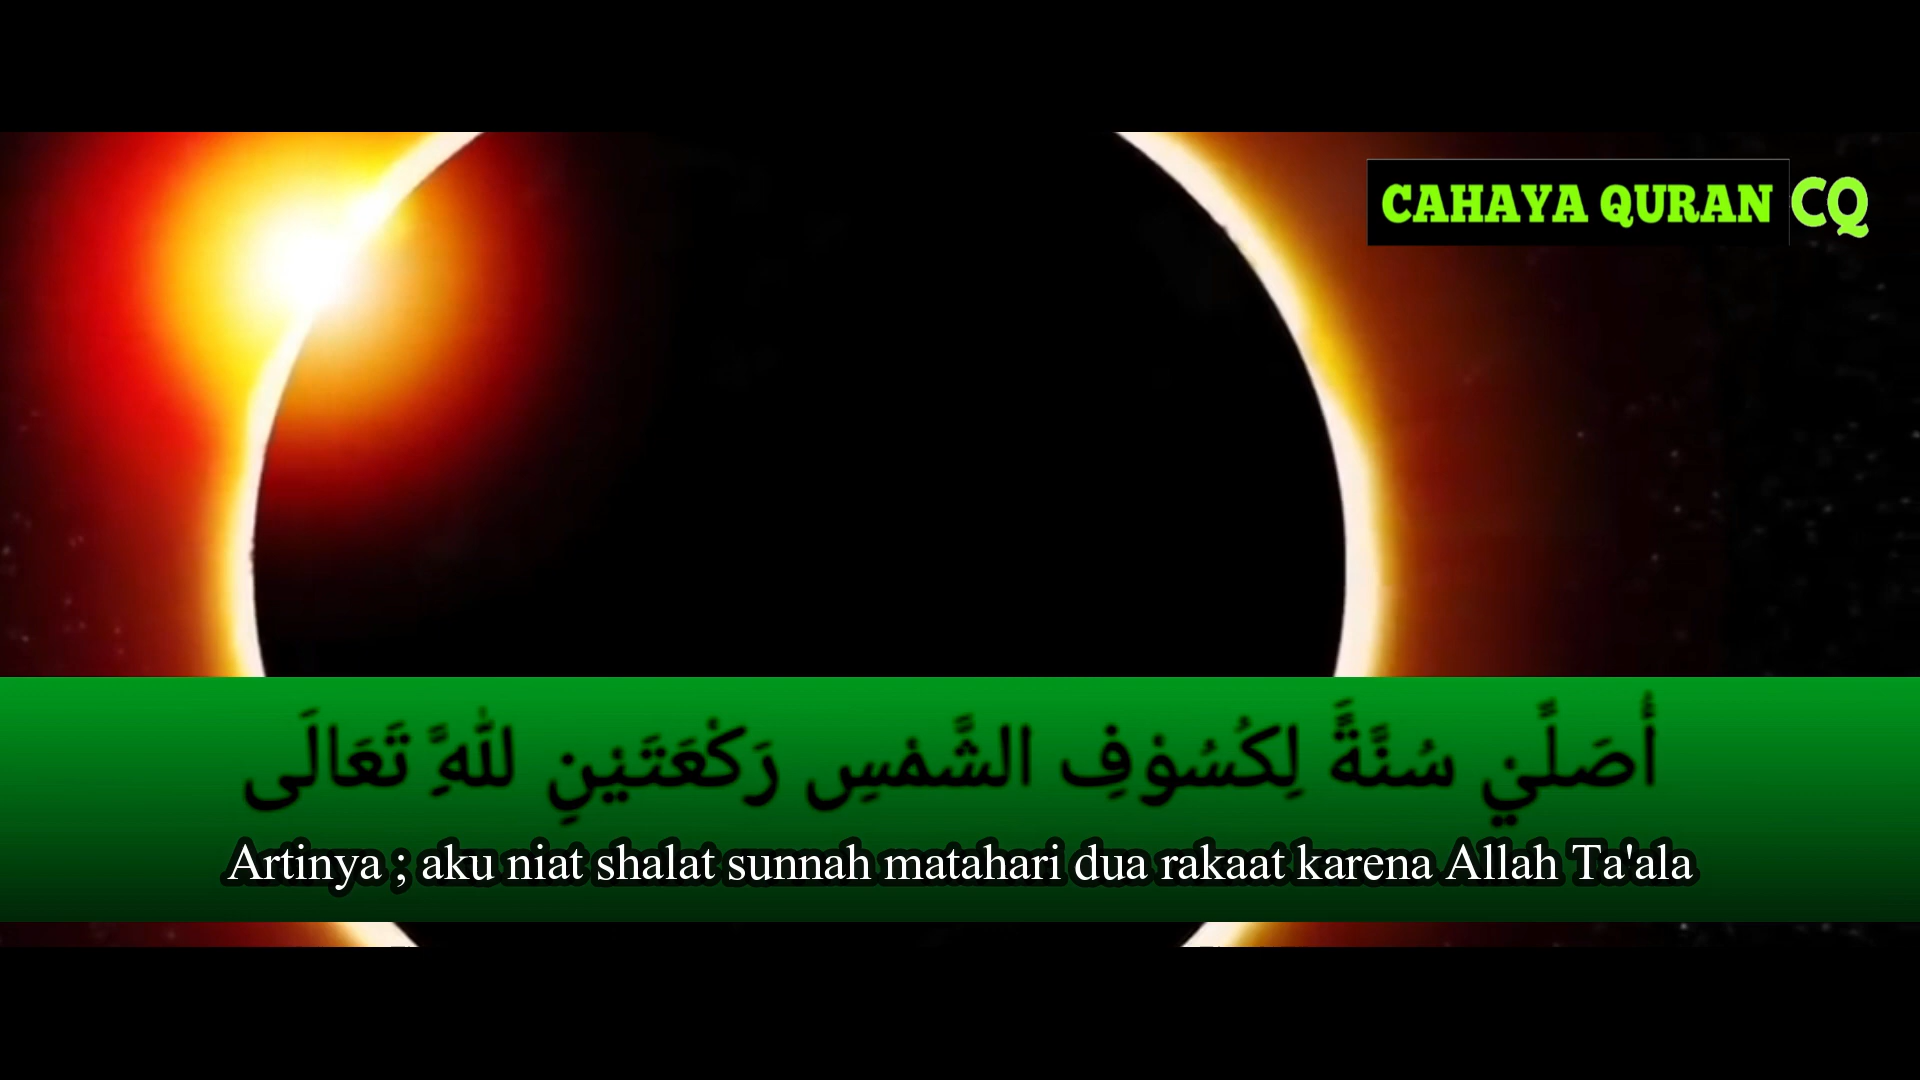 CAHAYA QURAN CQ
أُصَلِّيْ سُنَّةً لِكُسُوْفِ الشَّمْسِ رَكْعَتَيْنِ لِلّٰهِ تَعَالَى
Artinya ; aku niat shalat sunnah matahari dua rakaat karena Allah Ta'ala